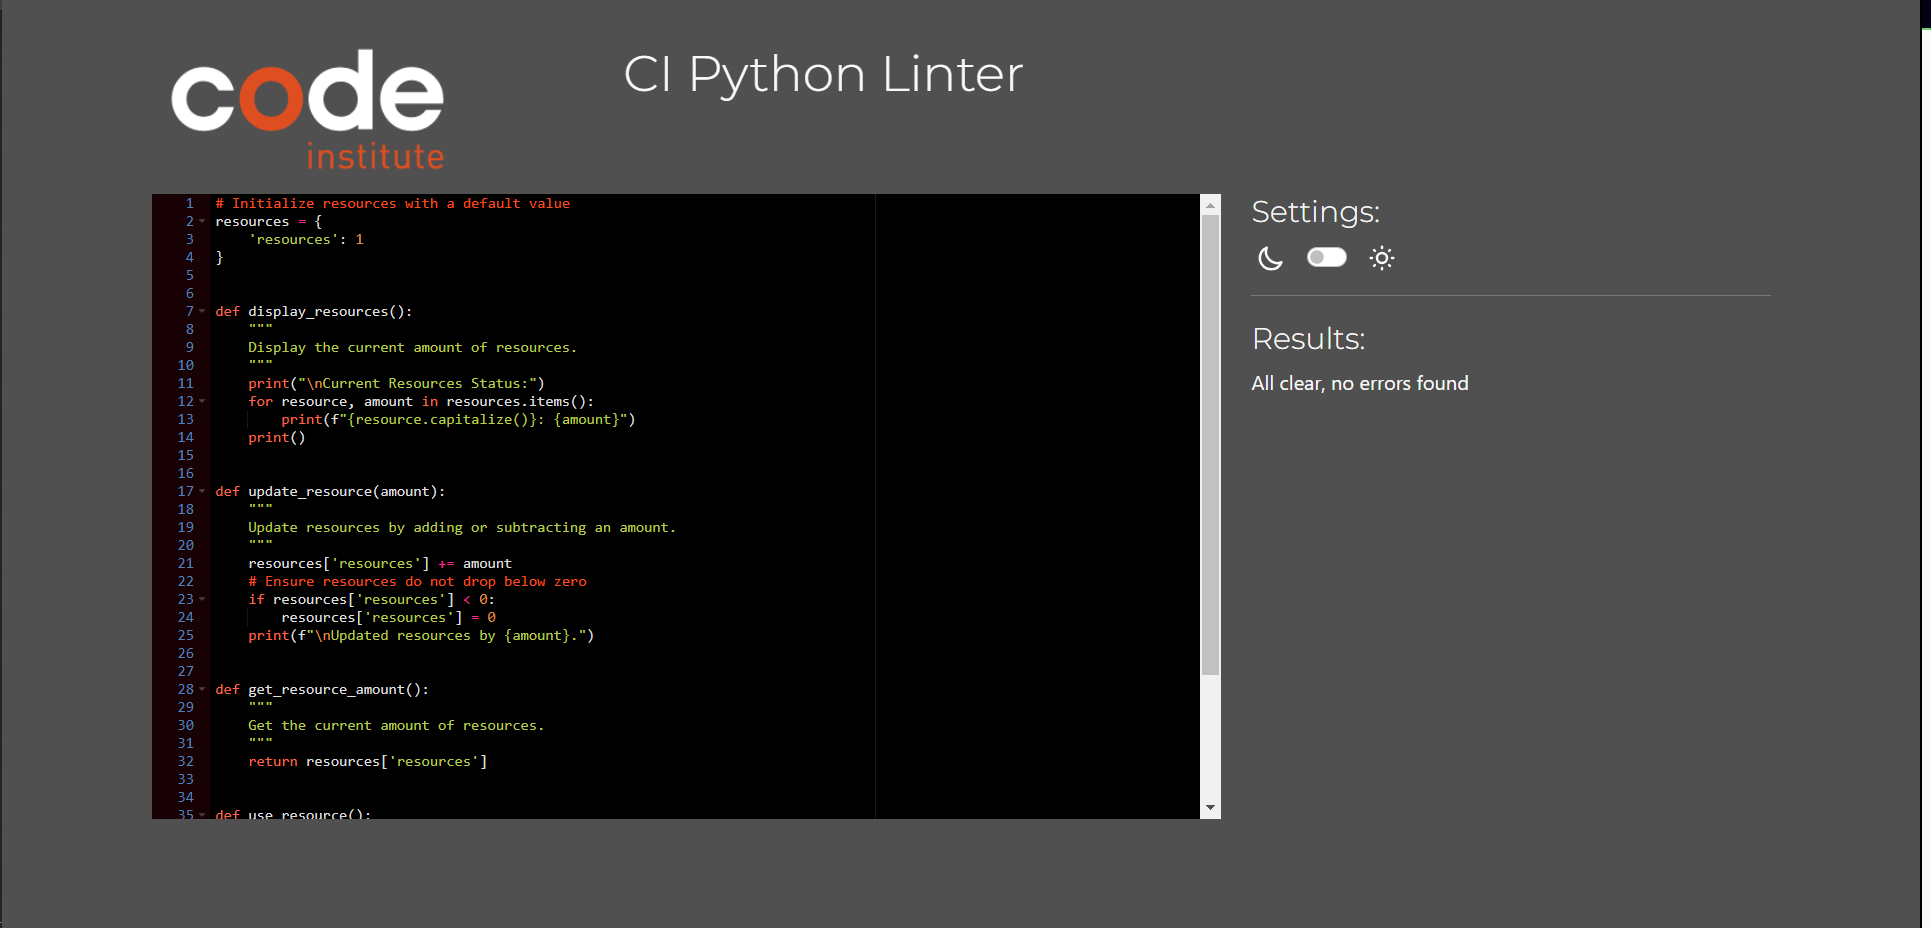 code
institute
CI Python Linter
1 # Initialize resources with a default value
2 resources = {
3     'resources': 1
4 }
5
6
7 def display_resources():
8     """
9     Display the current amount of resources.
10     """
11     print("\nCurrent Resources Status:")
12     for resource, amount in resources.items():
13         print(f"{resource.capitalize()}: {amount}")
14     print()
15
16
17 def update_resource(amount):
18     """
19     Update resources by adding or subtracting an amount.
20     """
21     resources['resources'] += amount
22     # Ensure resources do not drop below zero
23     if resources['resources'] < 0:
24         resources['resources'] = 0
25     print(f"\nUpdated resources by {amount}.")
26
27
28 def get_resource_amount():
29     """
30     Get the current amount of resources.
31     """
32     return resources['resources']
33
34
35 def use_resource():
Settings:
Results:
All clear, no errors found